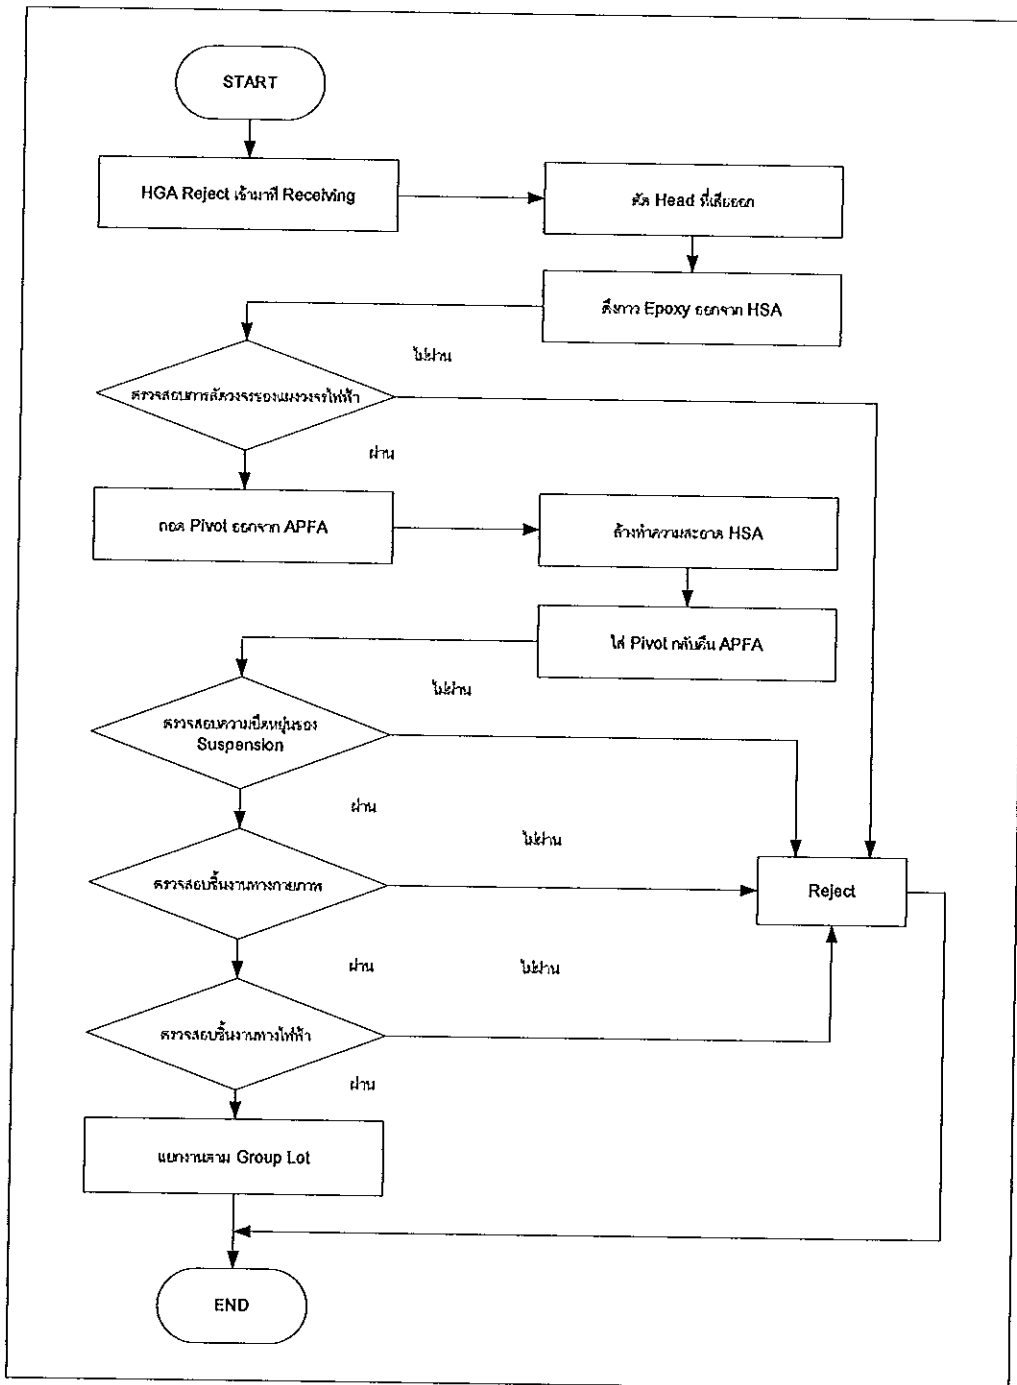 START
HGA Reject เข้ามาที่ Receiving
ตัด Head ที่เสียออก
ดึงกาว Epoxy ออกจาก HSA
ไม่ผ่าน
ตรวจสอบการลัดวงจรของแผงวงจรไฟฟ้า
ผ่าน
ถอด Pivot ออกจาก APFA
ล้างทำความสะอาด HSA
ใส่ Pivot กลับคืน APFA
ไม่ผ่าน
ตรวจสอบความยืดหยุ่นของ
Suspension
ผ่าน
ไม่ผ่าน
ตรวจสอบชิ้นงานทางกายภาพ
Reject
ผ่าน
ไม่ผ่าน
ตรวจสอบชิ้นงานทางไฟฟ้า
ผ่าน
แยกงานตาม Group Lot
END